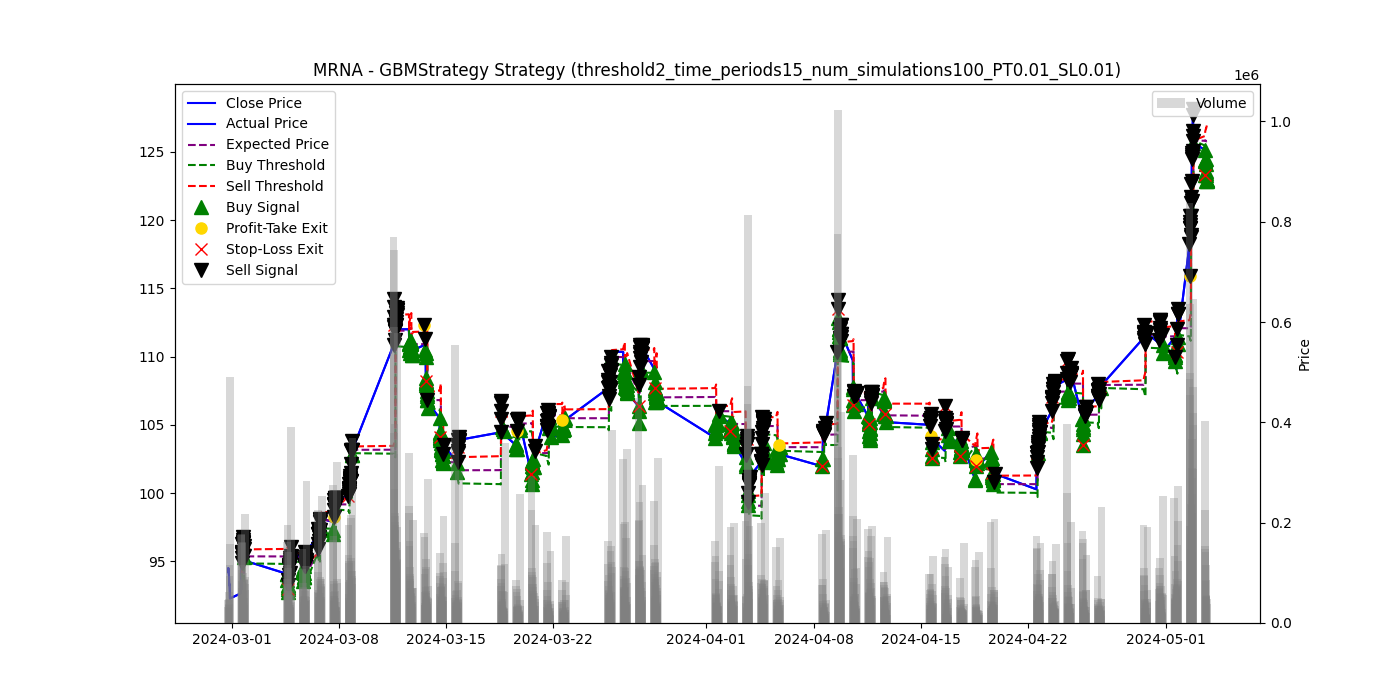 MRNA - GBMStrategy Strategy (threshold2_time_periods15_num_simulations100_PT0.01_SL0.01)
1e6
Close Price
Actual Price
Expected Price
Buy Threshold
Sell Threshold
Buy Signal
Profit-Take Exit
Stop-Loss Exit
Sell Signal
Volume
125
120
115
110
105
100
95
1.0
0.8
0.6
0.4
0.2
0.0
Price
2024-03-01 2024-03-08 2024-03-15 2024-03-22 2024-04-01 2024-04-08 2024-04-15 2024-04-22 2024-05-01